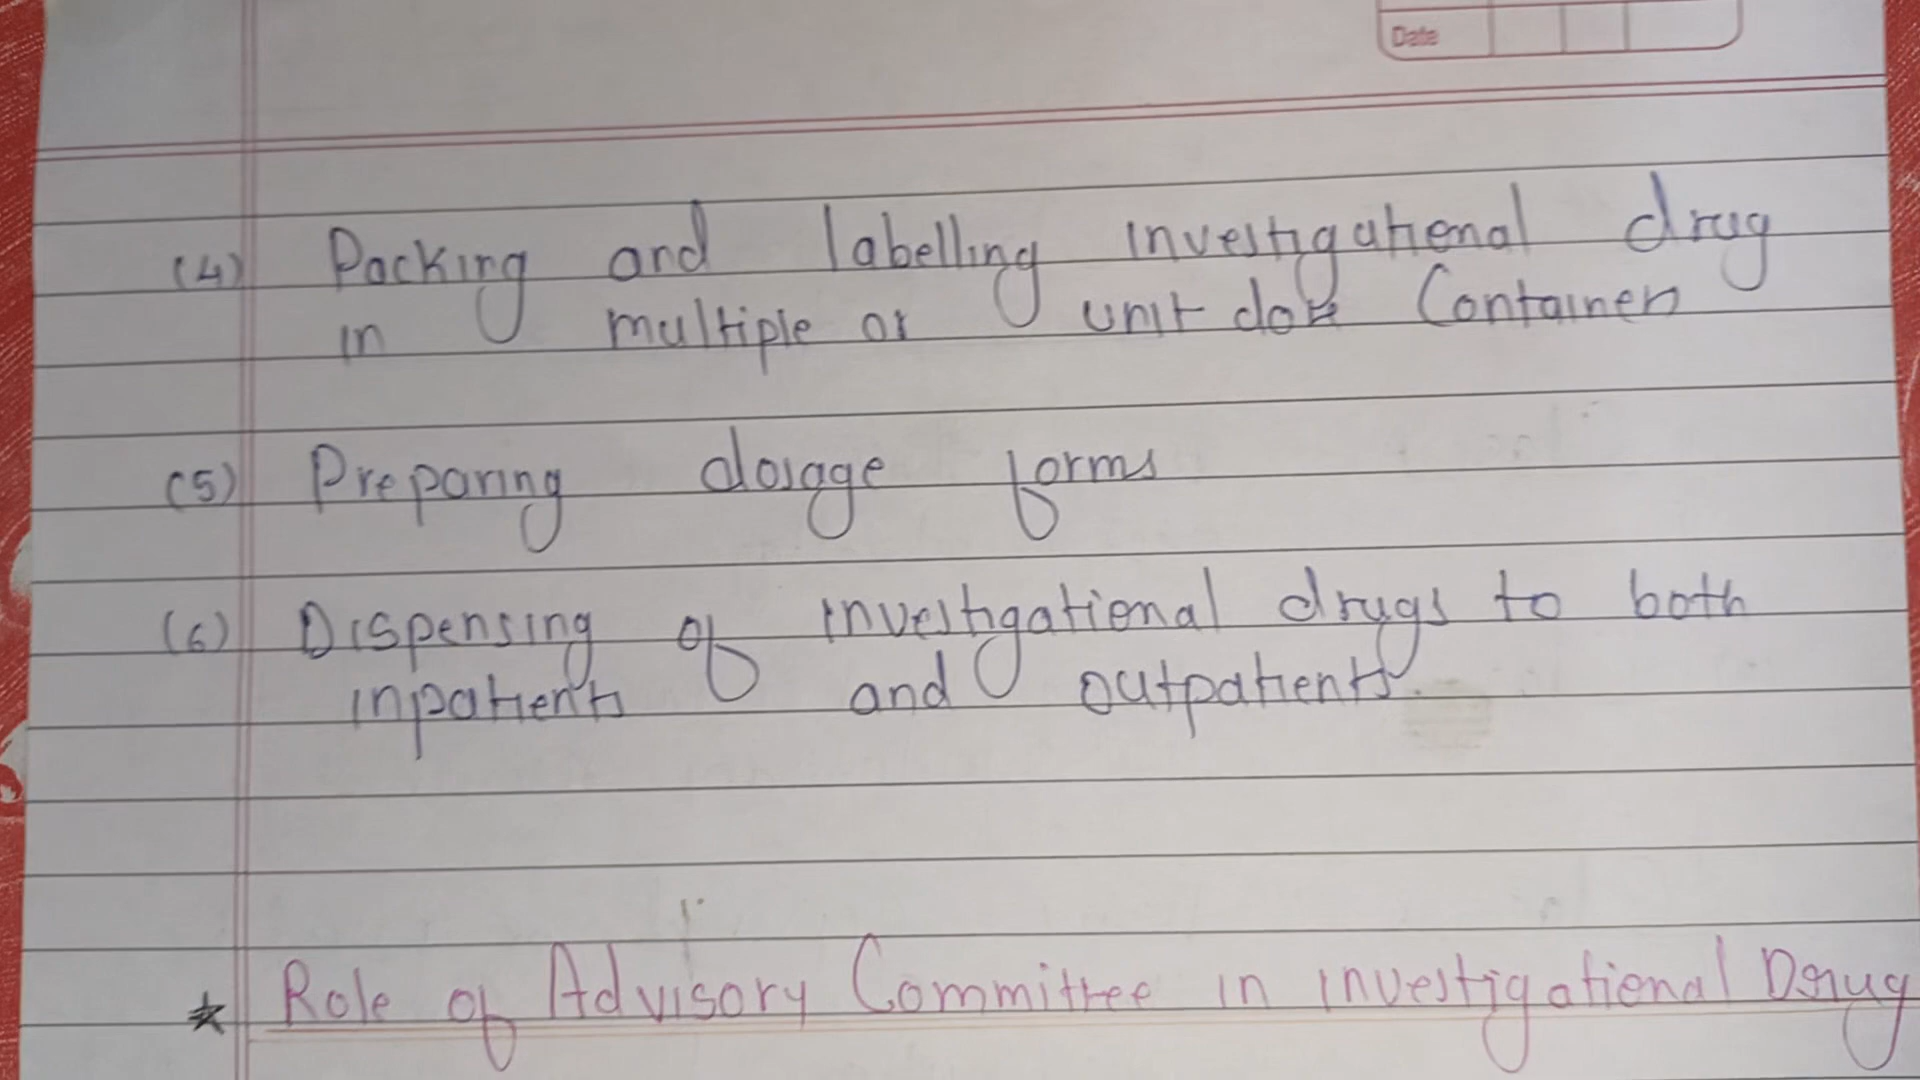 Date
(4) Packing and labelling investigational drug
in multiple or unit dose Containers
(5) Preparing dosage forms
(6) Dispensing of investigational drugs to both
inpatients and outpatients.
★ Role of Advisory Committee in investigational Drug